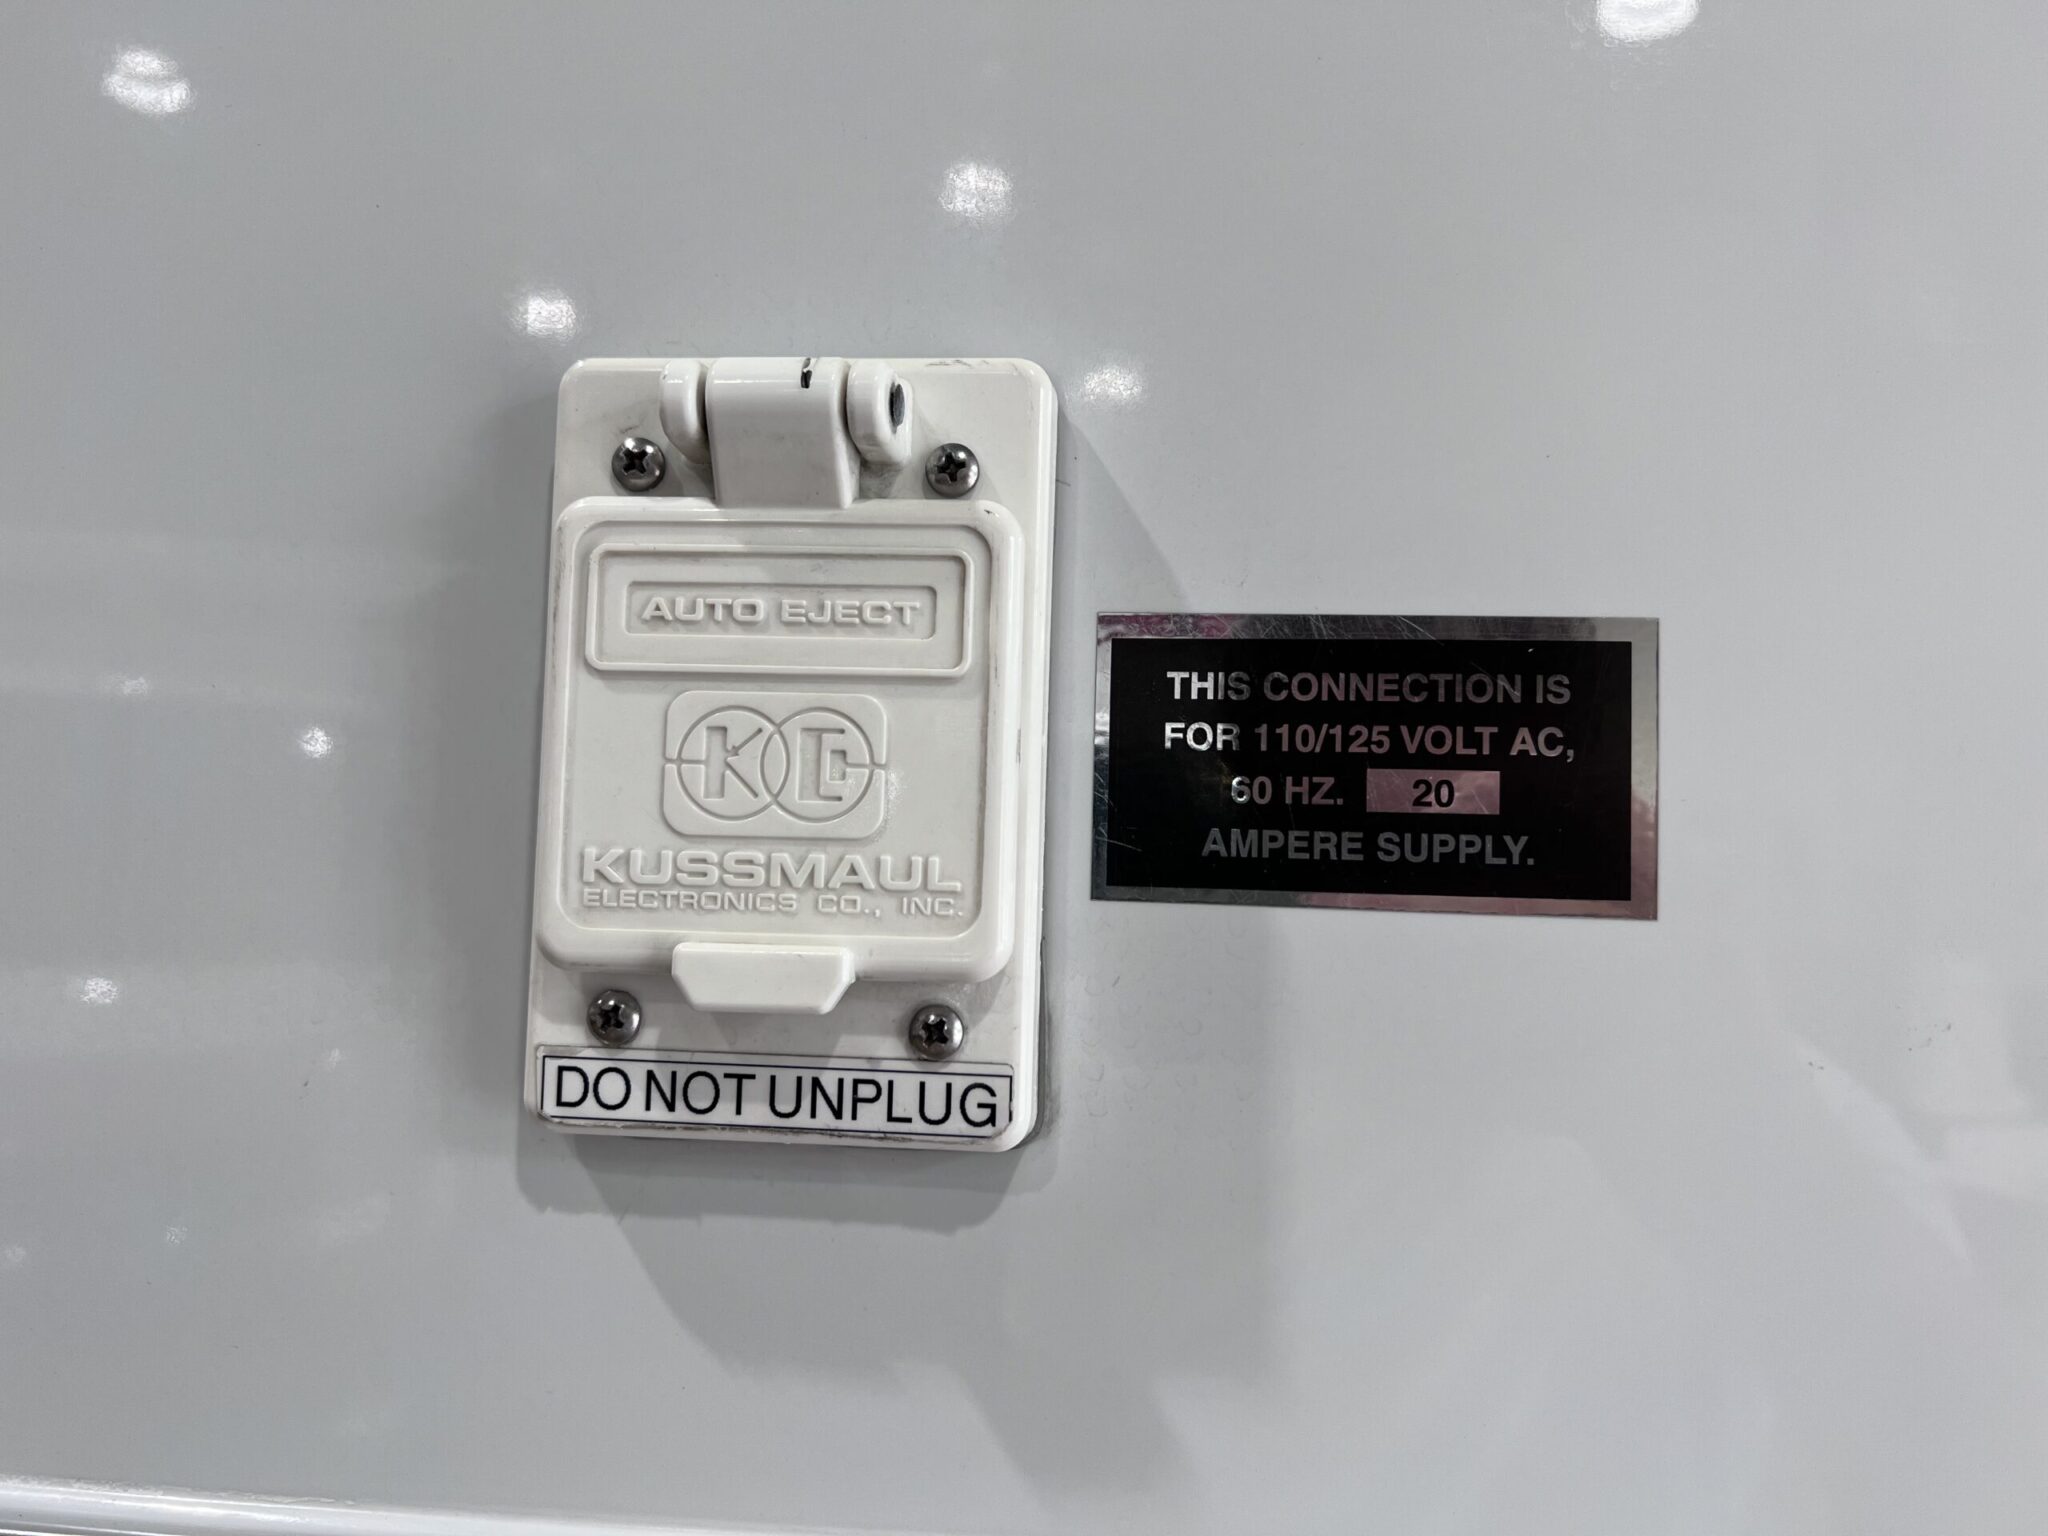 AUTO EJECT
KE
KUSSMAUL
ELECTRONICS CO., INC.
DO NOT UNPLUG
THIS CONNECTION IS
FOR 110/125 VOLT AC,
60 HZ. 20
AMPERE SUPPLY.